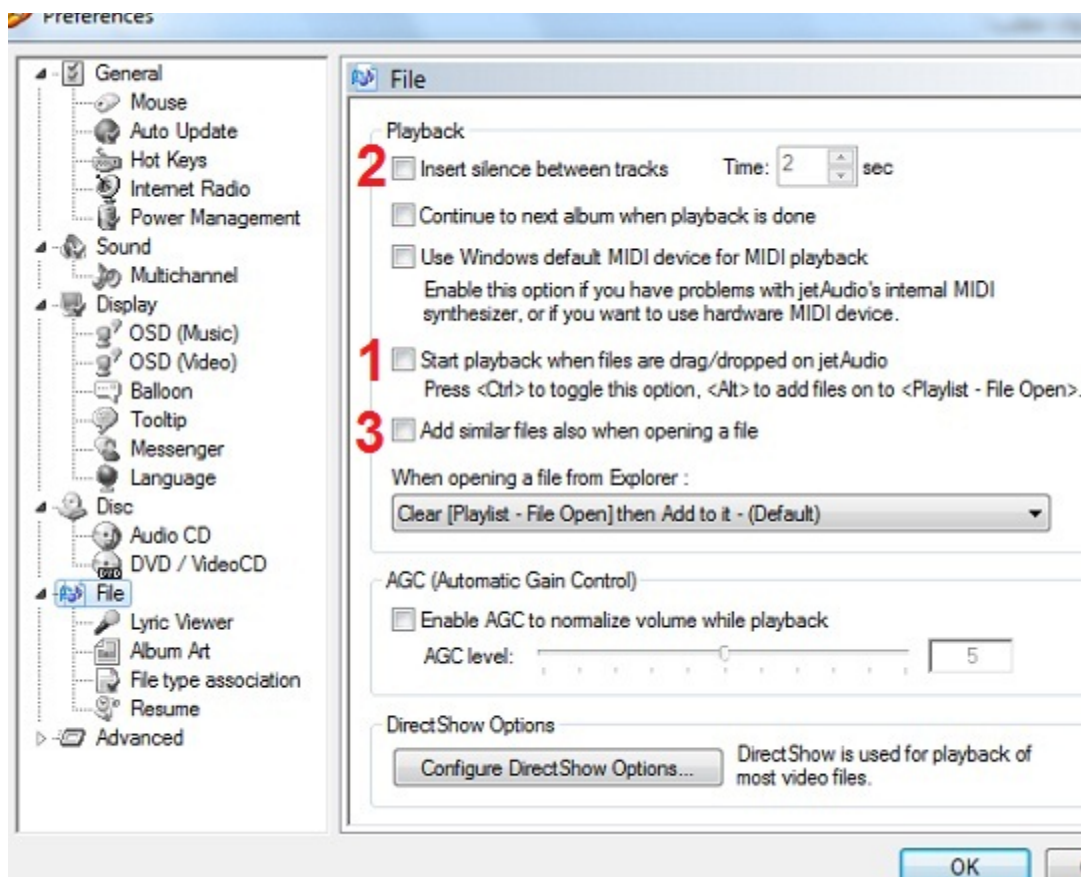 Preferences
General
Mouse
Auto Update
Hot Keys
Internet Radio
Power Management
Sound
Multichannel
Display
OSD (Music)
OSD (Video)
Balloon
Tooltip
Messenger
Language
Disc
Audio CD
DVD / VideoCD
File
Lyric Viewer
Album Art
File type association
Resume
Advanced
File
Playback
2 Insert silence between tracks Time: 2 sec
Continue to next album when playback is done
Use Windows default MIDI device for MIDI playback
Enable this option if you have problems with jetAudio's internal MIDI
synthesizer, or if you want to use hardware MIDI device.
1 Start playback when files are drag/dropped on jetAudio
Press <Ctrl> to toggle this option, <Alt> to add files on to <Playlist - File Open>.
3 Add similar files also when opening a file
When opening a file from Explorer :
Clear [Playlist - File Open] then Add to it - (Default)
AGC (Automatic Gain Control)
Enable AGC to normalize volume while playback
AGC level: 5
DirectShow Options
Configure DirectShow Options... DirectShow is used for playback of
most video files.
OK